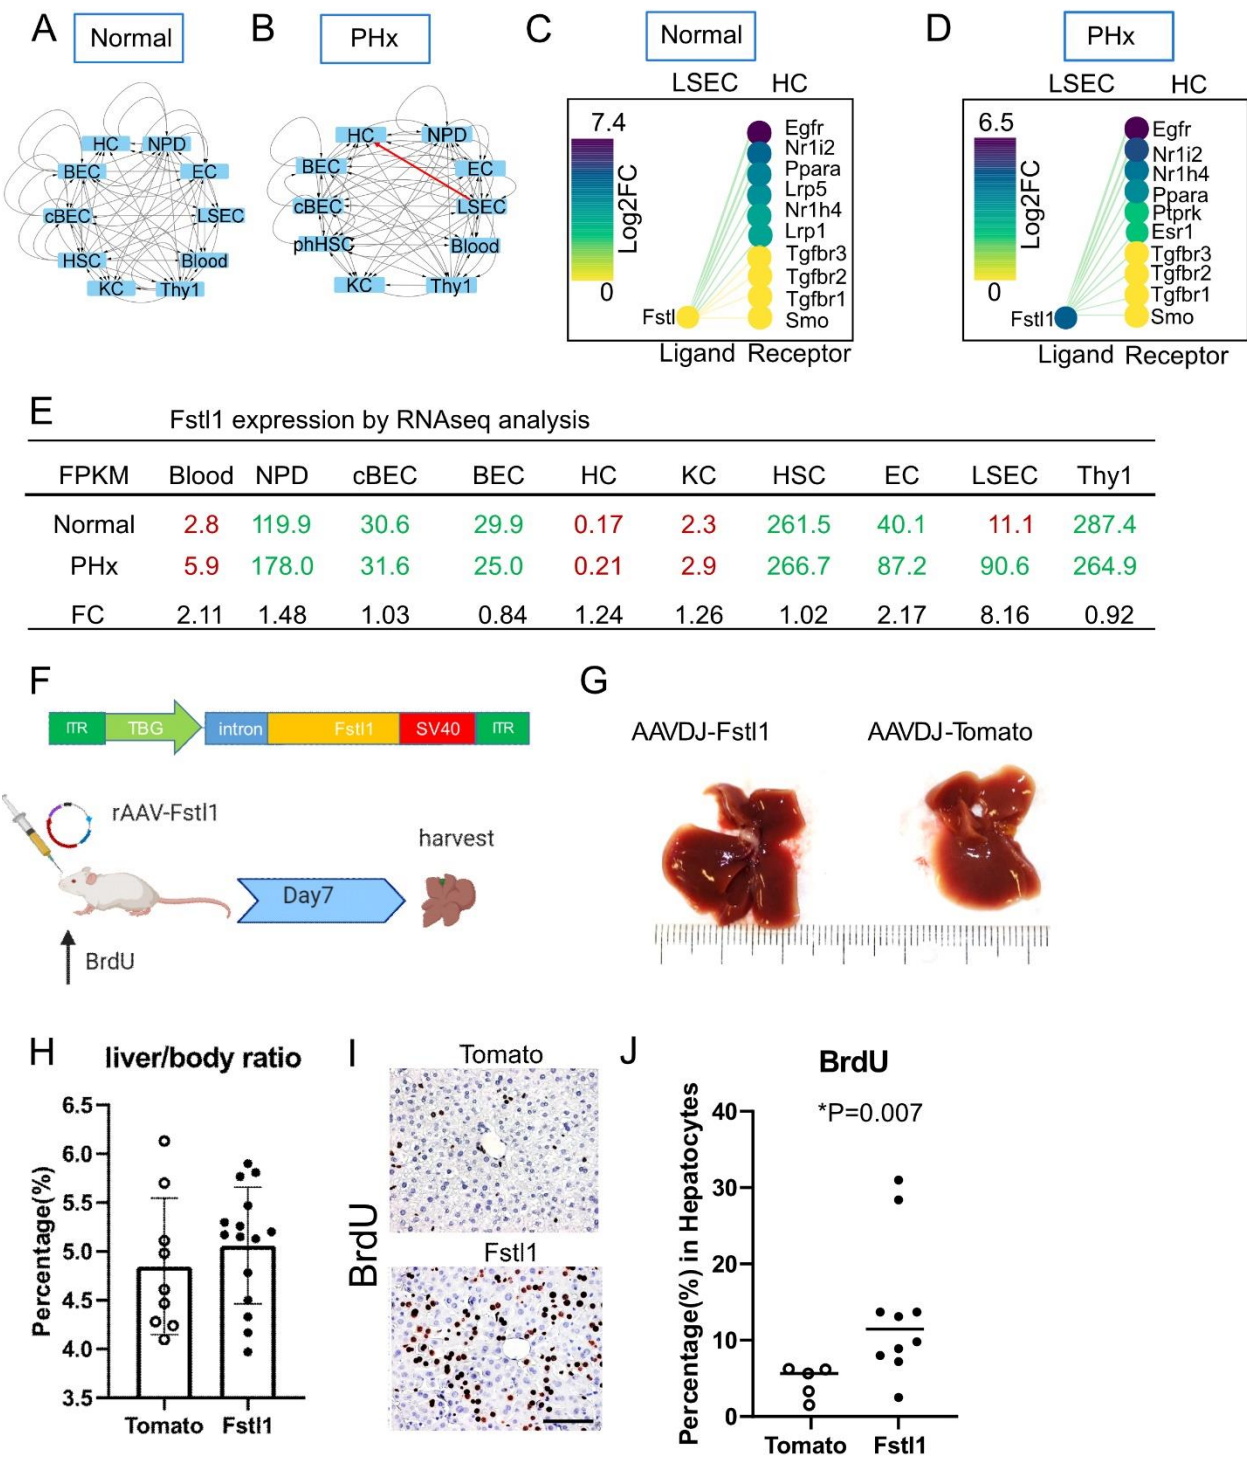 A
Normal
HC
NPD
BEC
EC
cBEC
LSEC
HSC
Blood
KC
Thy1
B
PHx
HC
NPD
BEC
EC
cBEC
LSEC
phHSC
Blood
KC
Thy1
C
Normal
LSEC HC
7.4
Log2FC
0
Egfr
Nr1i2
Ppara
Lrp5
Nr1h4
Lrp1
Tgfbr3
Tgfbr2
Tgfbr1
Smo
Fstl
Ligand Receptor
D
PHx
LSEC HC
6.5
Log2FC
0
Egfr
Nr1i2
Nr1h4
Ppara
Ptprk
Esr1
Tgfbr3
Tgfbr2
Tgfbr1
Smo
Fstl1
Ligand Receptor
E
Fstl1 expression by RNAseq analysis
FPKM Blood NPD cBEC BEC HC KC HSC EC LSEC Thy1
Normal 2.8 119.9 30.6 29.9 0.17 2.3 261.5 40.1 11.1 287.4
PHx 5.9 178.0 31.6 25.0 0.21 2.9 266.7 87.2 90.6 264.9
FC 2.11 1.48 1.03 0.84 1.24 1.26 1.02 2.17 8.16 0.92
F
ITR TBG intron Fstl1 SV40 ITR
rAAV-Fstl1
harvest
Day7
BrdU
G
AAVDJ-Fstl1 AAVDJ-Tomato
H
liver/body ratio
Percentage(%)
6.5
6.0
5.5
5.0
4.5
4.0
3.5
Tomato Fstl1
I
Tomato
Fstl1
BrdU
J
BrdU
*P=0.007
Percentage(%) in Hepatocytes
40
30
20
10
0
Tomato Fstl1